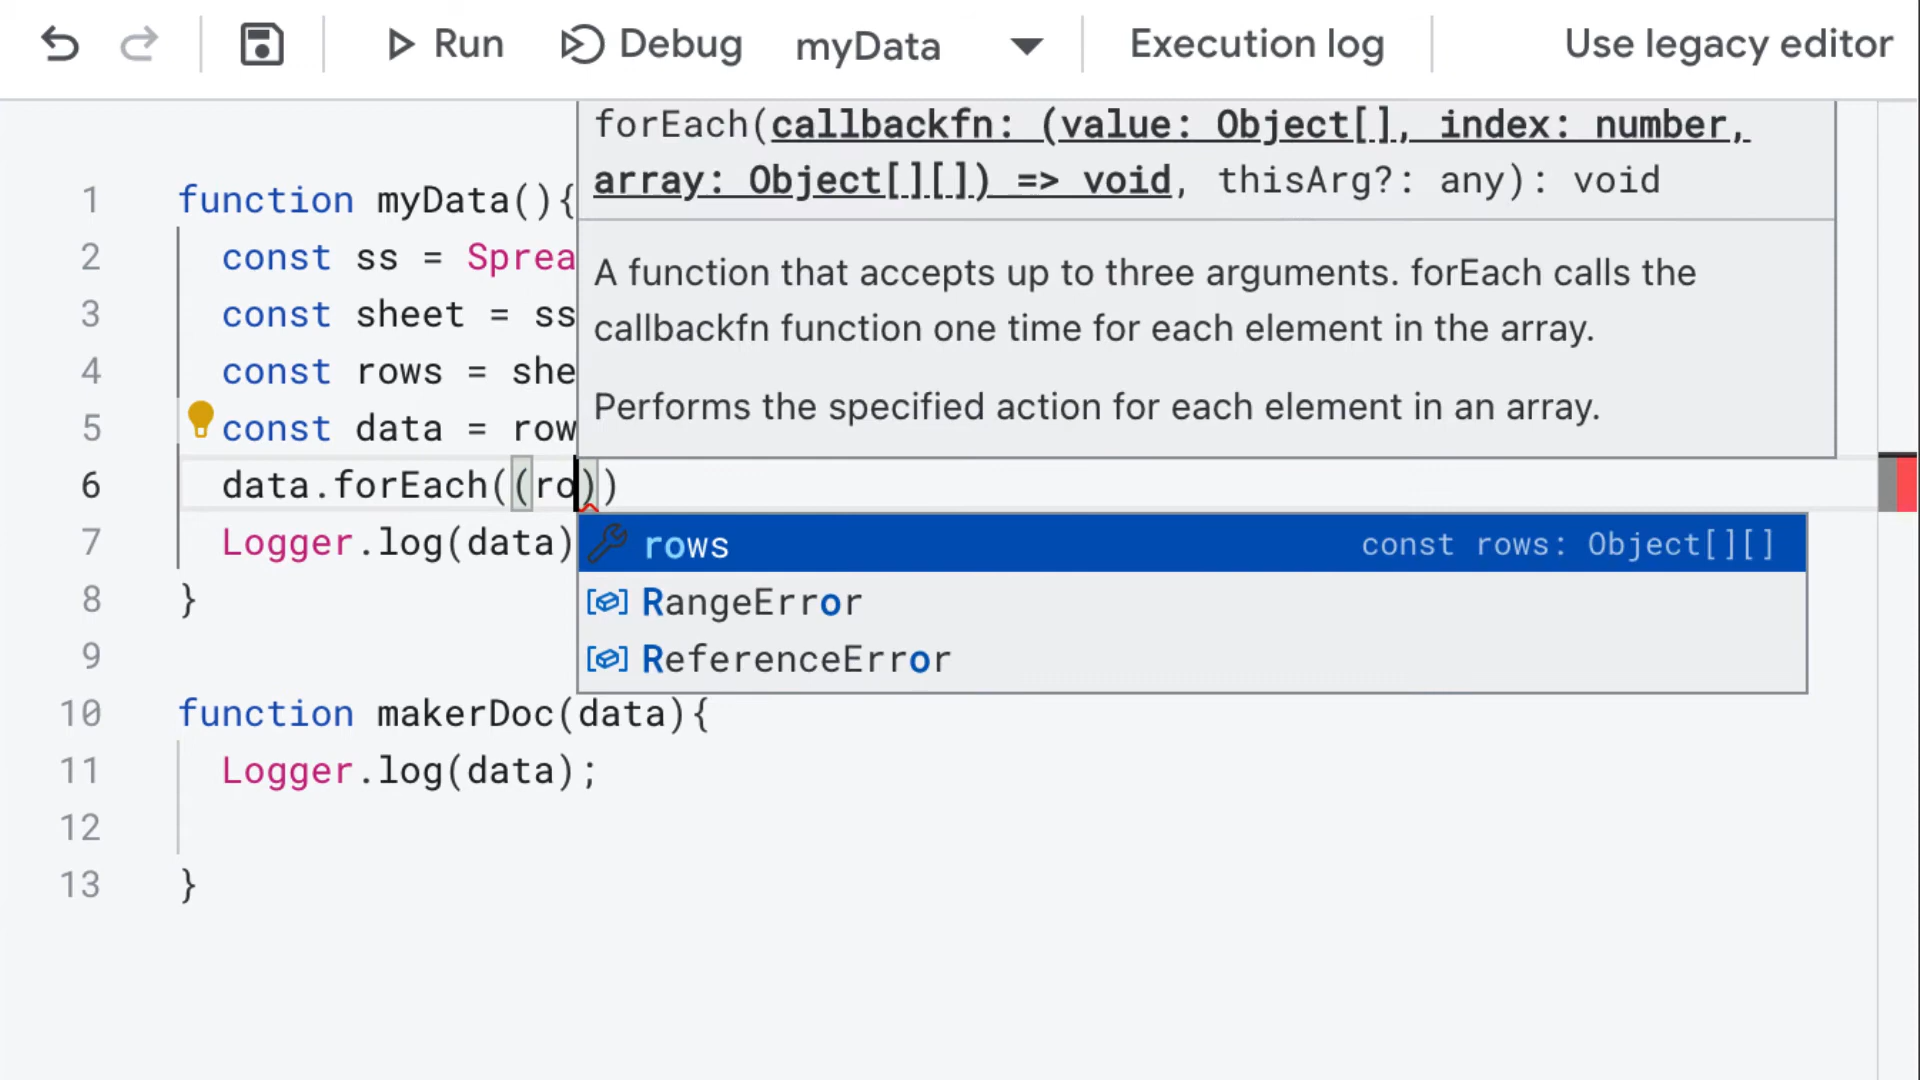 Run Debug myData Execution log Use legacy editor
forEach(callbackfn: (value: Object[], index: number,
array: Object[][]) => void, thisArg?: any): void
A function that accepts up to three arguments. forEach calls the
callbackfn function one time for each element in the array.
Performs the specified action for each element in an array.
1 function myData(){
2 const ss = Sprea
3 const sheet = ss
4 const rows = she
5 const data = row
6 data.forEach((ro))
7 Logger.log(data)
rows const rows: Object[][]
RangeError
ReferenceError
8 }
9
10 function makerDoc(data){
11 Logger.log(data);
12
13 }